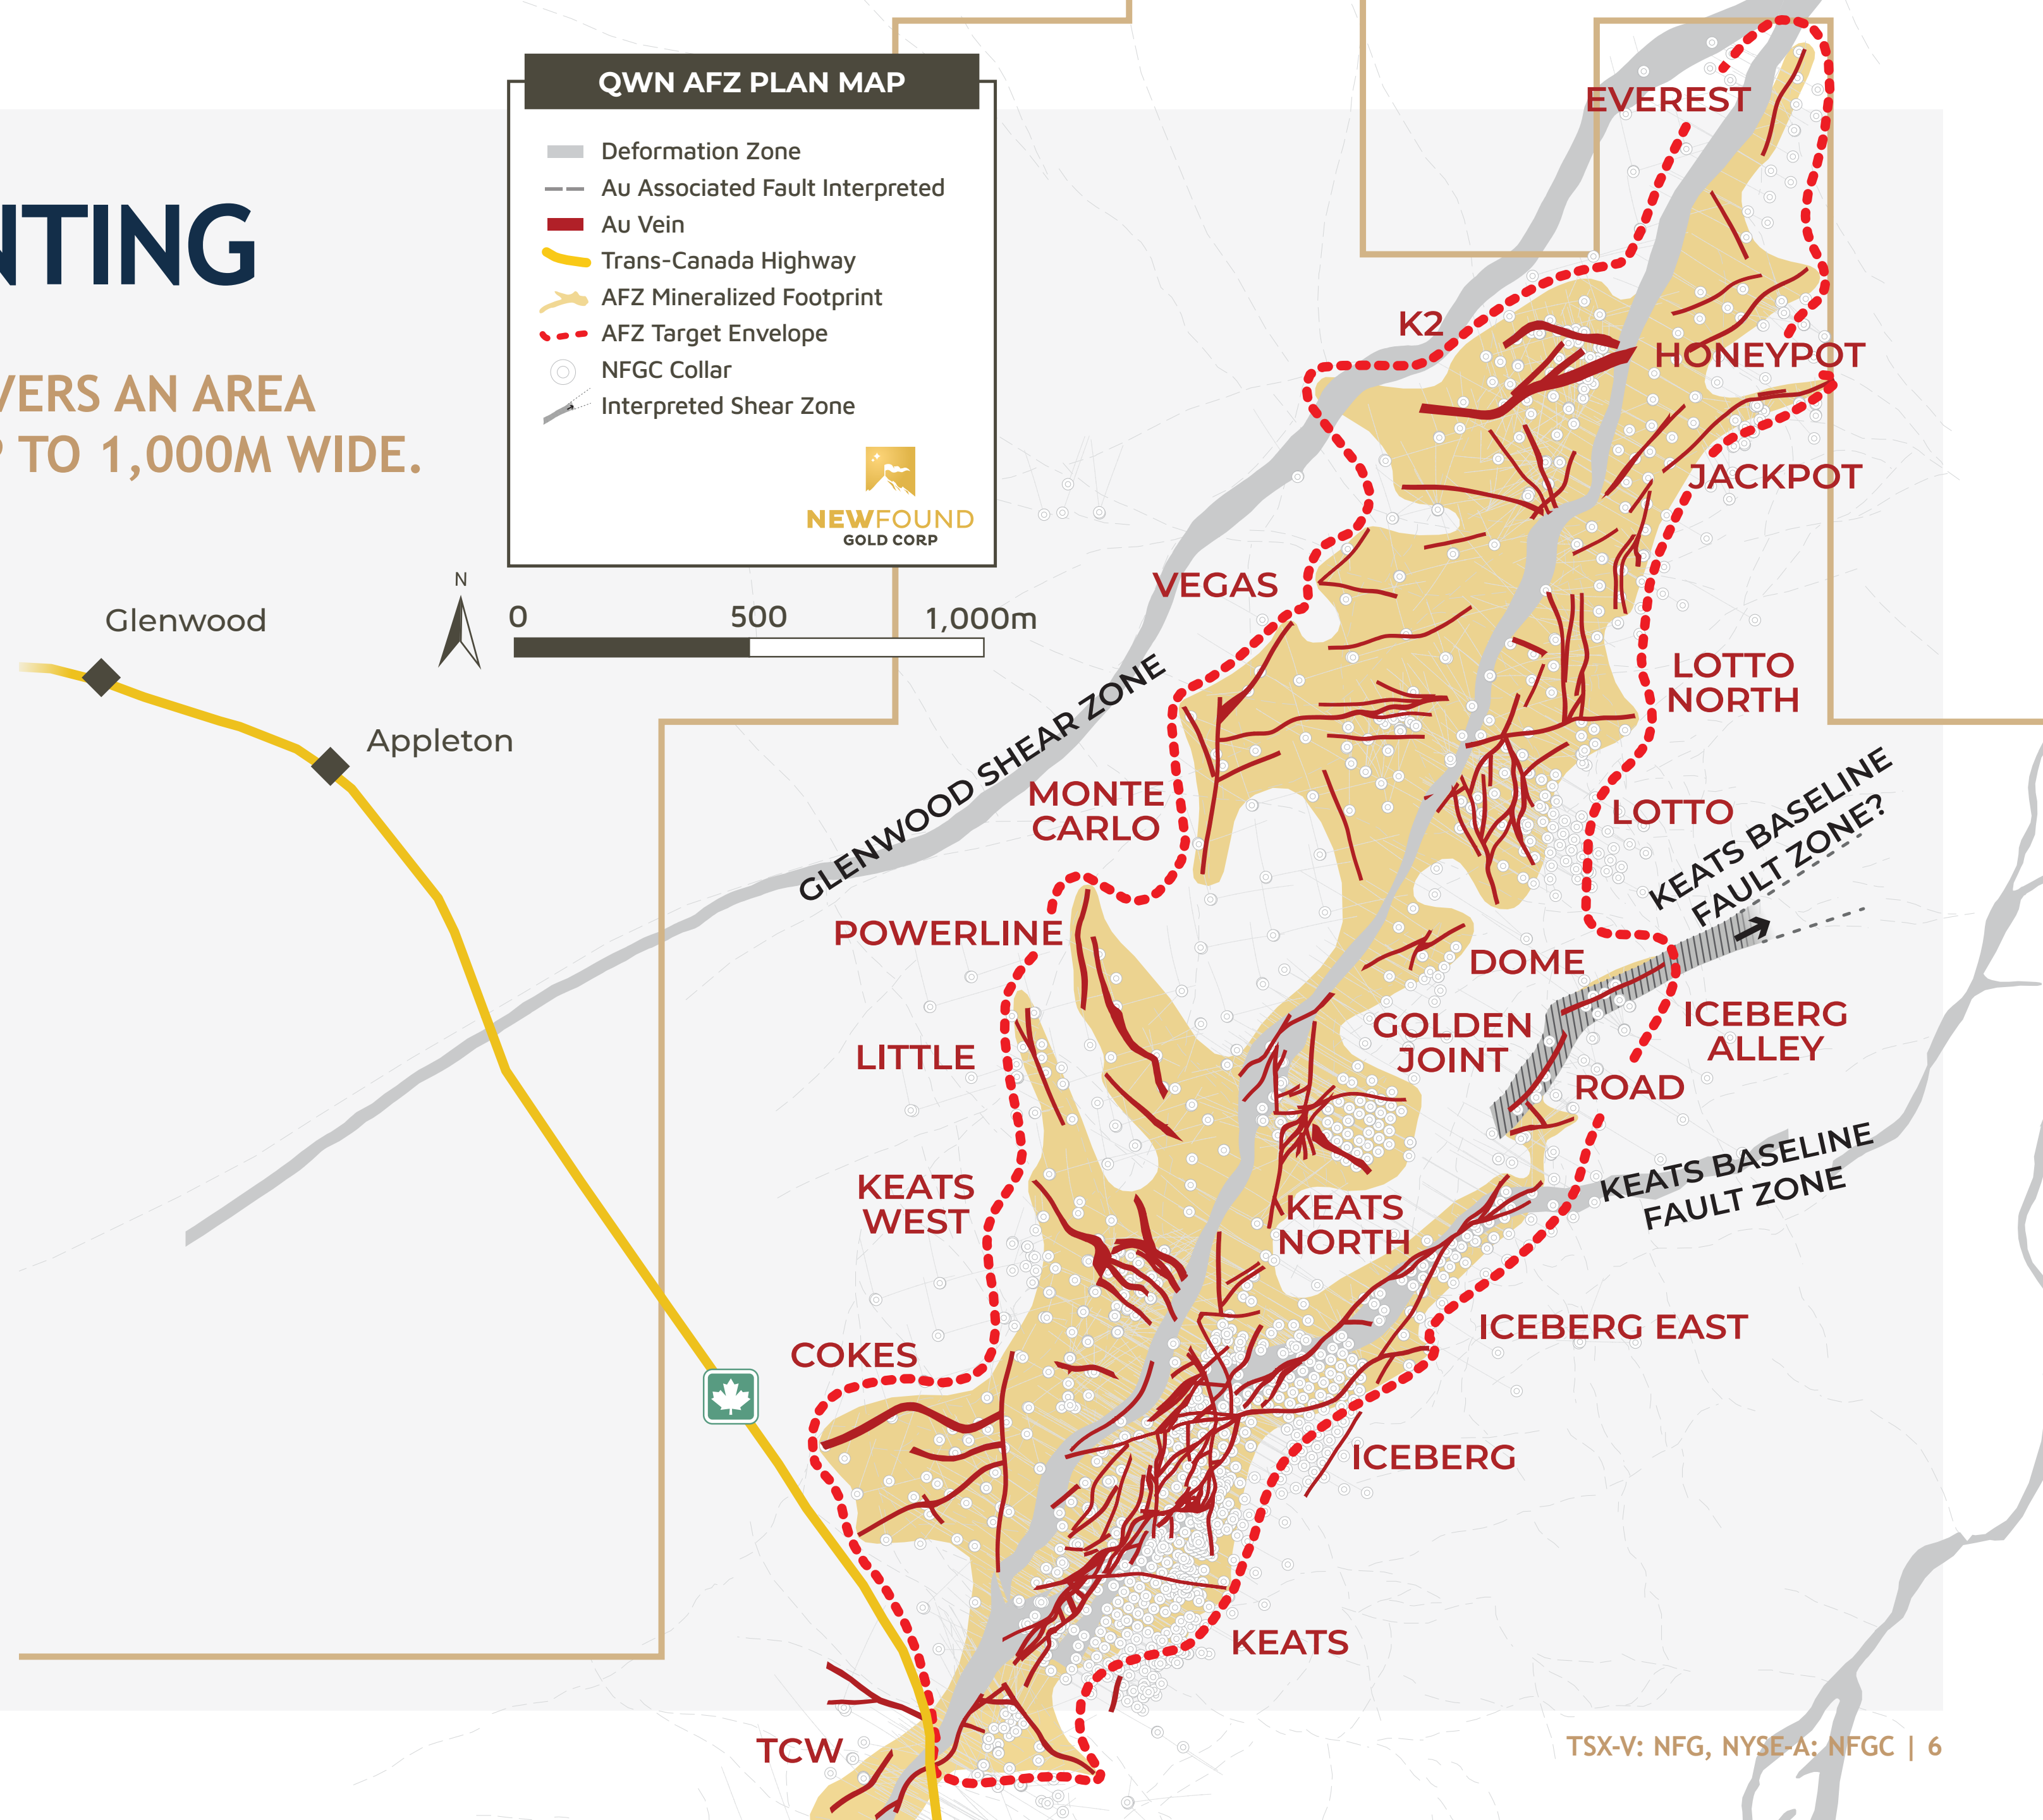 NTING
VERS AN AREA
TO 1,000M WIDE.
QWN AFZ PLAN MAP
Deformation Zone
Au Associated Fault Interpreted
Au Vein
Trans-Canada Highway
AFZ Mineralized Footprint
AFZ Target Envelope
NFGC Collar
Interpreted Shear Zone
NEWFOUND
GOLD CORP
N
0 500 1,000m
Glenwood
Appleton
GLENWOOD SHEAR ZONE
EVEREST
K2
HONEYPOT
JACKPOT
VEGAS
LOTTO
NORTH
MONTE
CARLO
LOTTO
KEATS BASELINE
FAULT ZONE?
POWERLINE
DOME
ICEBERG
ALLEY
GOLDEN
JOINT
LITTLE
ROAD
KEATS BASELINE
FAULT ZONE
KEATS
WEST
KEATS
NORTH
ICEBERG EAST
COKES
ICEBERG
KEATS
TCW
TSX-V: NFG, NYSE-A: NFGC | 6